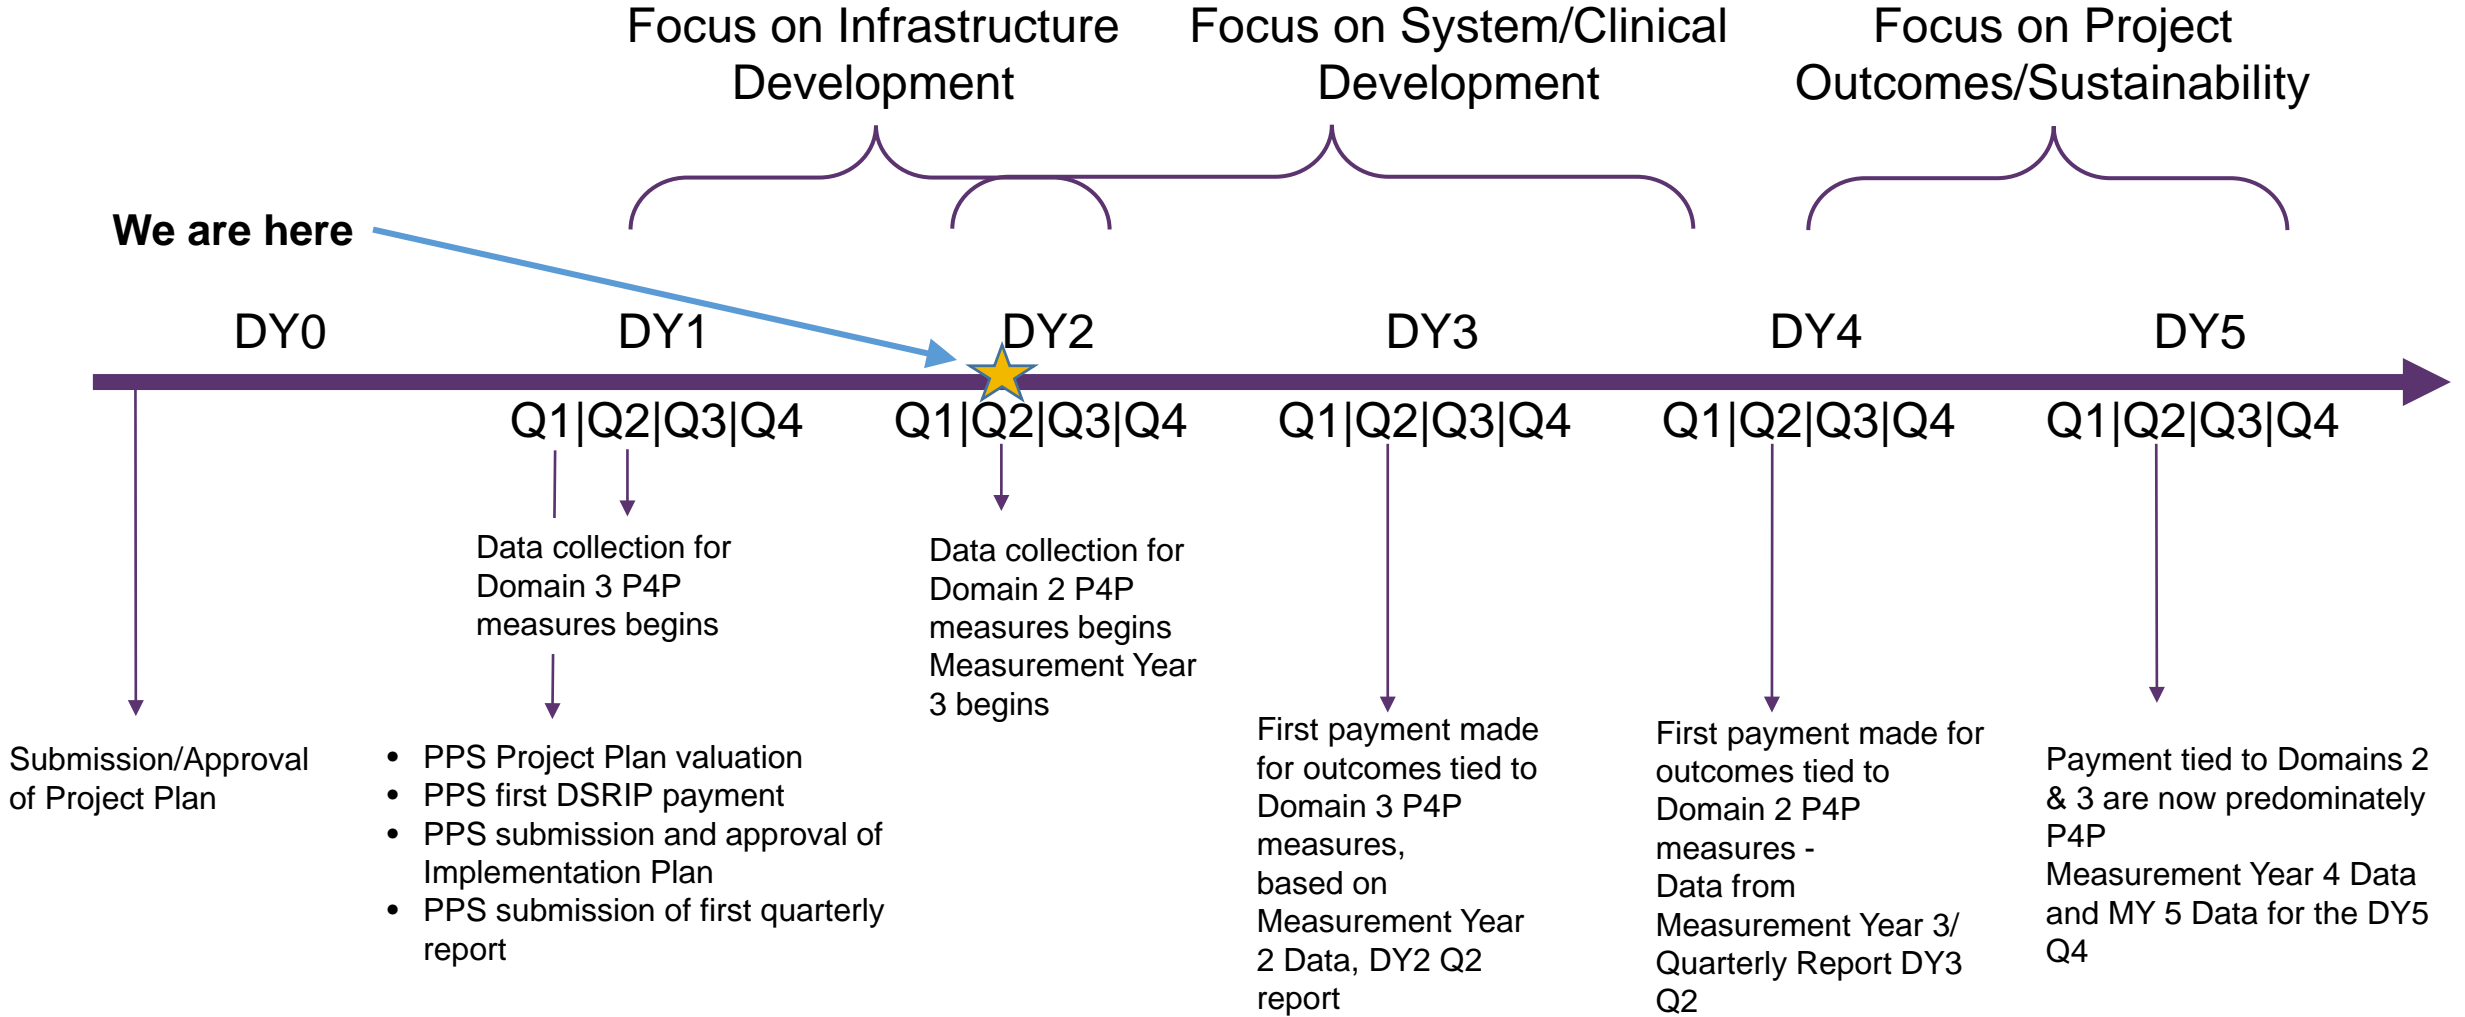 Focus on Infrastructure
Development
Focus on System/Clinical
Development
Focus on Project
Outcomes/Sustainability
We are here
DY0
DY1
DY2
DY3
DY4
DY5
Q1|Q2|Q3|Q4
Q1|Q2|Q3|Q4
Q1|Q2|Q3|Q4
Q1|Q2|Q3|Q4
Q1|Q2|Q3|Q4
Submission/Approval
of Project Plan
Data collection for
Domain 3 P4P
measures begins
• PPS Project Plan valuation
• PPS first DSRIP payment
• PPS submission and approval of
Implementation Plan
• PPS submission of first quarterly
report
Data collection for
Domain 2 P4P
measures begins
Measurement Year
3 begins
First payment made
for outcomes tied to
Domain 3 P4P
measures,
based on
Measurement Year
2 Data, DY2 Q2
report
First payment made for
outcomes tied to
Domain 2 P4P
measures -
Data from
Measurement Year 3/
Quarterly Report DY3
Q2
Payment tied to Domains 2
& 3 are now predominately
P4P
Measurement Year 4 Data
and MY 5 Data for the DY5
Q4